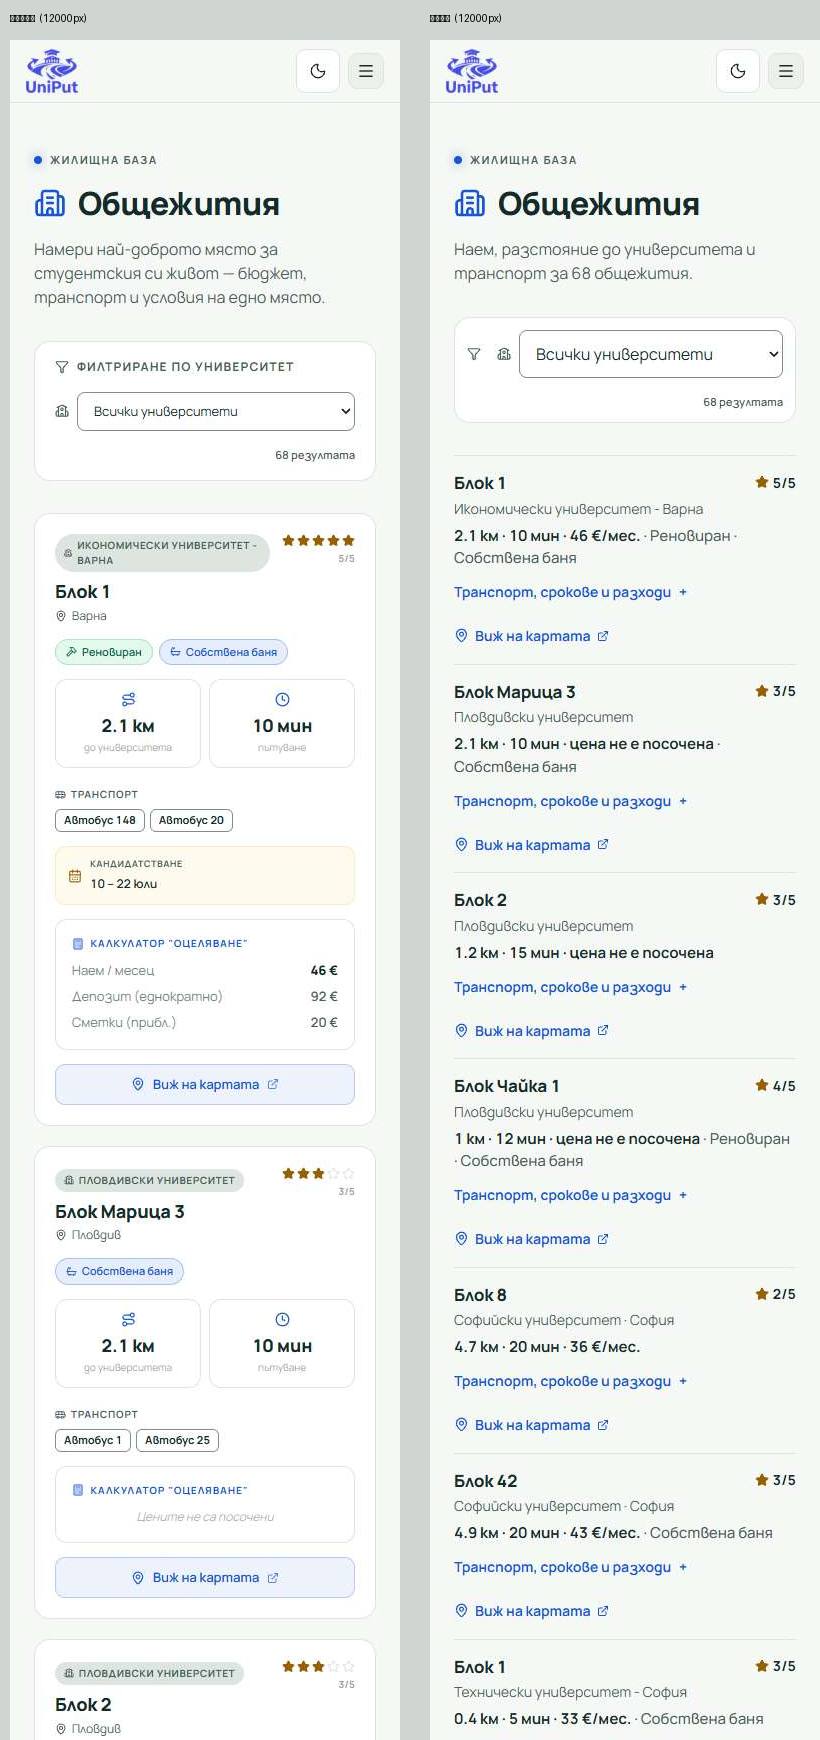 (12000px)
UniPut
ЖИЛИЩНА БАЗА
Общежития
Намери най-доброто място за
студентския си живот — бюджет,
транспорт и условия на едно място.
ФИЛТРИРАНЕ ПО УНИВЕРСИТЕТ
Всички университети
68 резултата
ИКОНОМИЧЕСКИ УНИВЕРСИТЕТ -
ВАРНА
5/5
Блок 1
Варна
Реновиран
Собствена баня
2.1 км
до университета
10 мин
пътуване
ТРАНСПОРТ
Автобус 148
Автобус 20
КАНДИДАТСТВАНЕ
10 – 22 юли
КАЛКУЛАТОР "ОЦЕЛЯВАНЕ"
Наем / месец 46 €
Депозит (еднократно) 92 €
Сметки (прибл.) 20 €
Виж на картата
ПЛОВДИВСКИ УНИВЕРСИТЕТ
3/5
Блок Марица 3
Пловдив
Собствена баня
2.1 км
до университета
10 мин
пътуване
ТРАНСПОРТ
Автобус 1
Автобус 25
КАЛКУЛАТОР "ОЦЕЛЯВАНЕ"
Цените не са посочени
Виж на картата
ПЛОВДИВСКИ УНИВЕРСИТЕТ
3/5
Блок 2
Пловдив
(12000px)
UniPut
ЖИЛИЩНА БАЗА
Общежития
Наем, разстояние до университета и
транспорт за 68 общежития.
Всички университети
68 резултата
Блок 1 5/5
Икономически университет - Варна
2.1 км · 10 мин · 46 €/мес. · Реновиран ·
Собствена баня
Транспорт, срокове и разходи +
Виж на картата
Блок Марица 3 3/5
Пловдивски университет
2.1 км · 10 мин · цена не е посочена ·
Собствена баня
Транспорт, срокове и разходи +
Виж на картата
Блок 2 3/5
Пловдивски университет
1.2 км · 15 мин · цена не е посочена
Транспорт, срокове и разходи +
Виж на картата
Блок Чайка 1 4/5
Пловдивски университет
1 км · 12 мин · цена не е посочена · Реновиран
· Собствена баня
Транспорт, срокове и разходи +
Виж на картата
Блок 8 2/5
Софийски университет · София
4.7 км · 20 мин · 36 €/мес.
Транспорт, срокове и разходи +
Виж на картата
Блок 42 3/5
Софийски университет · София
4.9 км · 20 мин · 43 €/мес. · Собствена баня
Транспорт, срокове и разходи +
Виж на картата
Блок 1 3/5
Технически университет - София
0.4 км · 5 мин · 33 €/мес. · Собствена баня